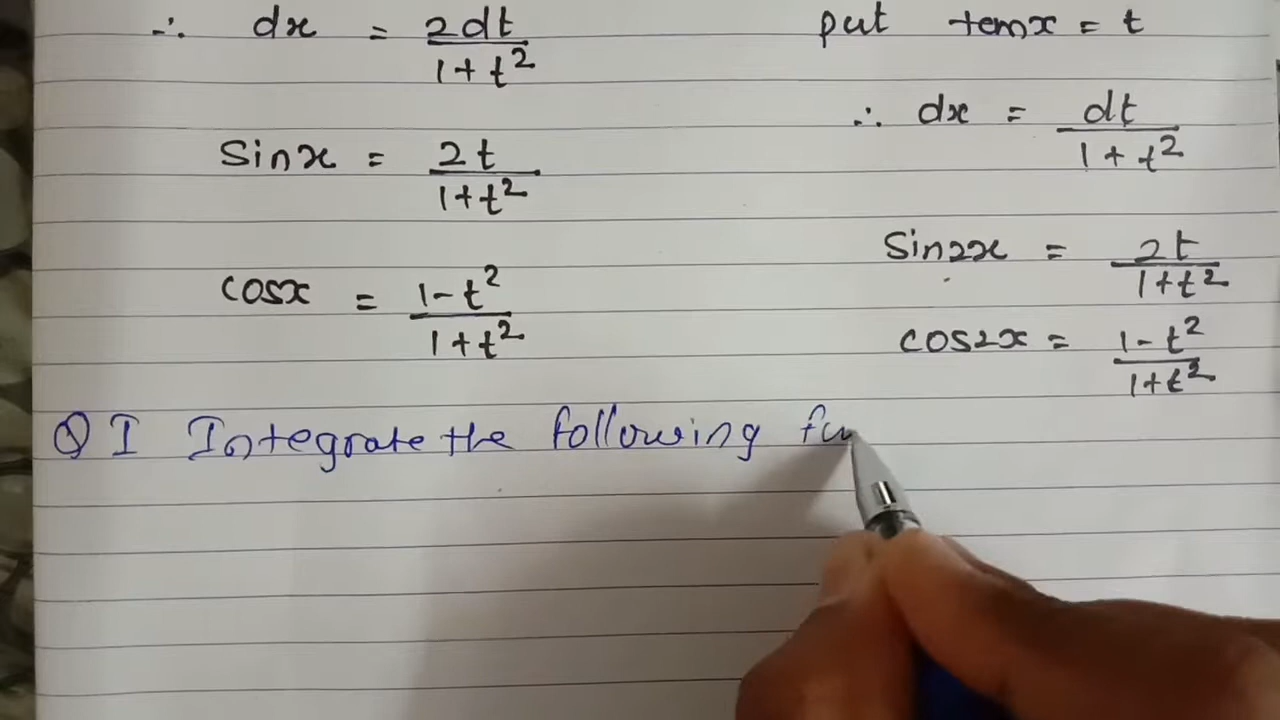 ∴ dx = 2dt / 1+t²
Sinx = 2t / 1+t²
cosx = 1-t² / 1+t²
put tanx = t
∴ dx = dt / 1+t²
Sin2x = 2t / 1+t²
cos2x = 1-t² / 1+t²
Q I Integrate the following fu